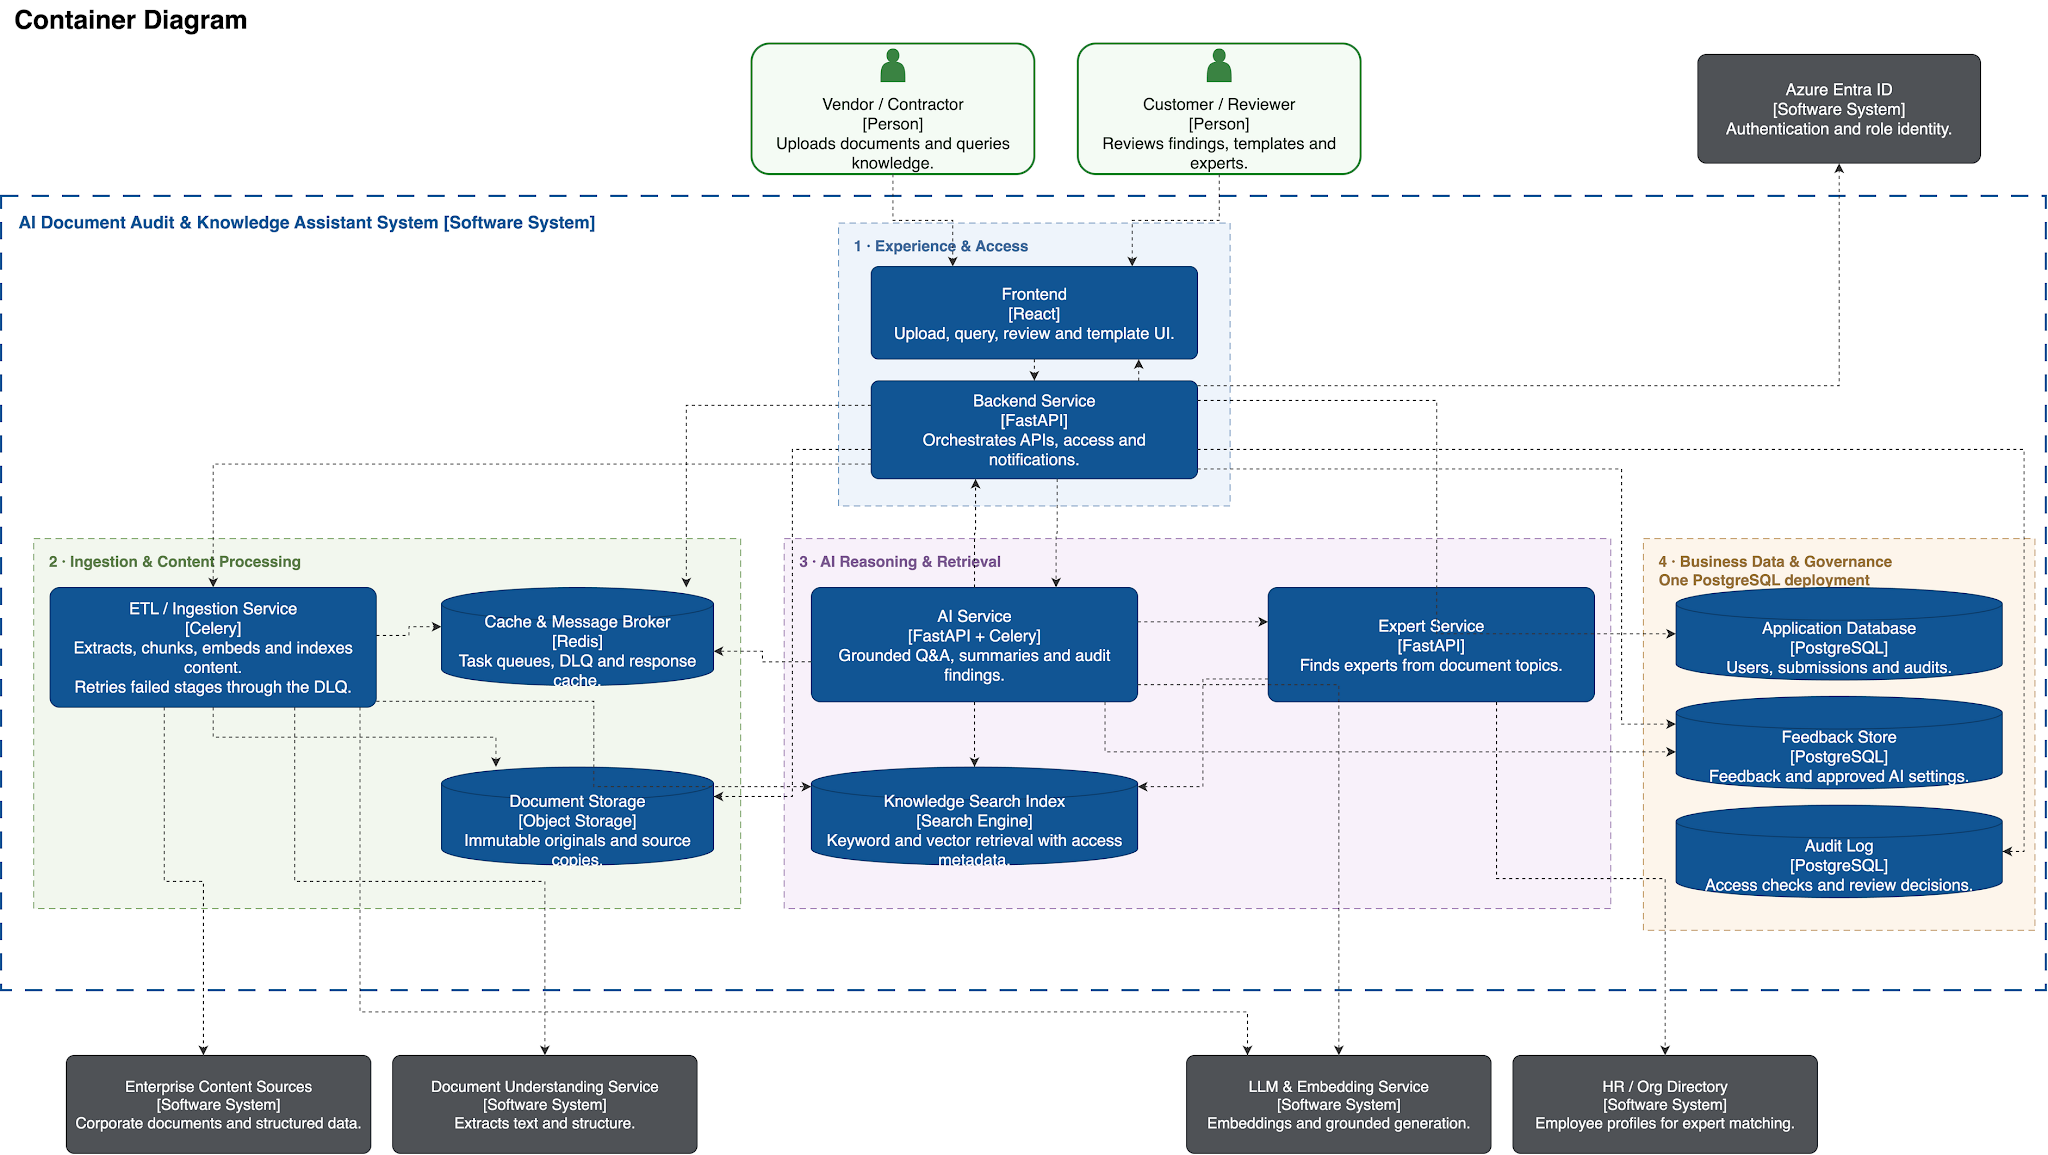 Container Diagram
Vendor / Contractor
[Person]
Uploads documents and queries
knowledge.
Customer / Reviewer
[Person]
Reviews findings, templates and
experts.
Azure Entra ID
[Software System]
Authentication and role identity.
AI Document Audit & Knowledge Assistant System [Software System]
1 · Experience & Access
Frontend
[React]
Upload, query, review and template UI.
Backend Service
[FastAPI]
Orchestrates APIs, access and
notifications.
2 · Ingestion & Content Processing
ETL / Ingestion Service
[Celery]
Extracts, chunks, embeds and indexes
content.
Retries failed stages through the DLQ.
Cache & Message Broker
[Redis]
Task queues, DLQ and response
cache.
Document Storage
[Object Storage]
Immutable originals and source
copies.
3 · AI Reasoning & Retrieval
AI Service
[FastAPI + Celery]
Grounded Q&A, summaries and audit
findings.
Expert Service
[FastAPI]
Finds experts from document topics.
Knowledge Search Index
[Search Engine]
Keyword and vector retrieval with access
metadata.
4 · Business Data & Governance
One PostgreSQL deployment
Application Database
[PostgreSQL]
Users, submissions and audits.
Feedback Store
[PostgreSQL]
Feedback and approved AI settings.
Audit Log
[PostgreSQL]
Access checks and review decisions.
Enterprise Content Sources
[Software System]
Corporate documents and structured data.
Document Understanding Service
[Software System]
Extracts text and structure.
LLM & Embedding Service
[Software System]
Embeddings and grounded generation.
HR / Org Directory
[Software System]
Employee profiles for expert matching.